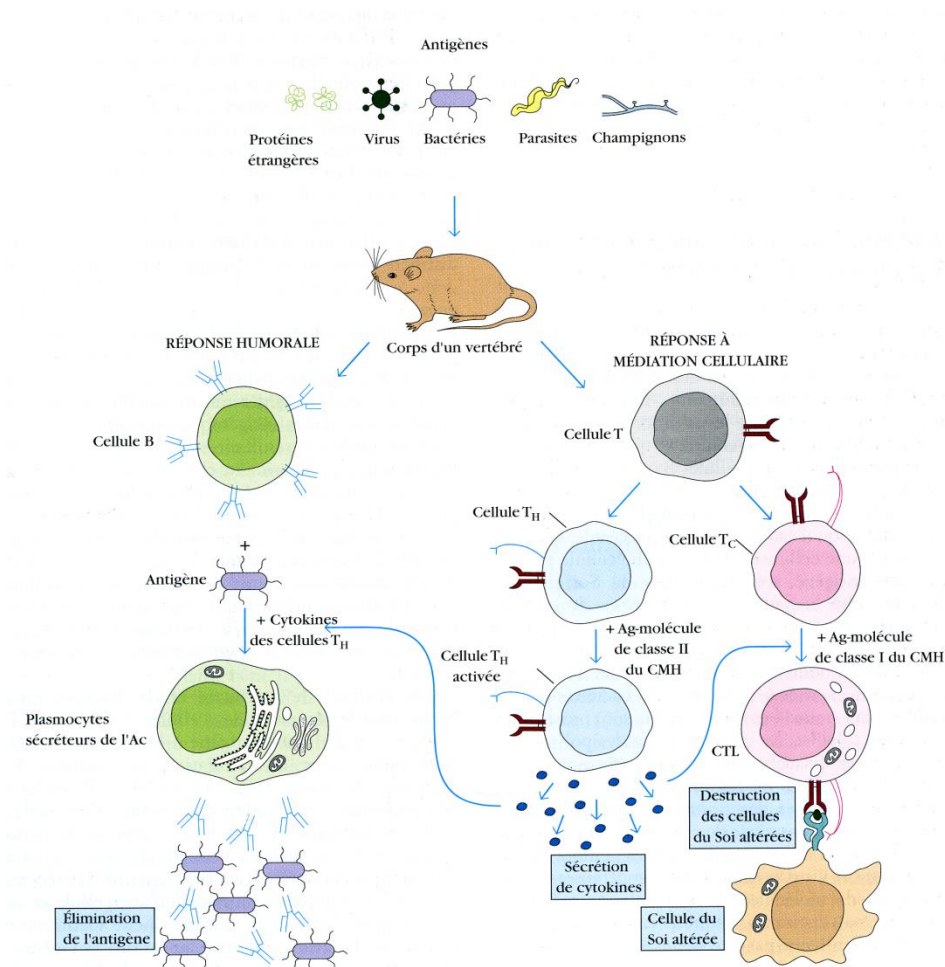 Antigènes
Protéines
étrangères
Virus
Bactéries
Parasites
Champignons
Corps d'un vertébré
RÉPONSE HUMORALE
RÉPONSE À
MÉDIATION CELLULAIRE
Cellule B
Cellule T
+
Antigène
+ Cytokines
des cellules TH
Cellule TH
Cellule TC
+ Ag-molécule
de classe II
du CMH
+ Ag-molécule
de classe I du CMH
Cellule TH
activée
Plasmocytes
sécréteurs de l'Ac
CTL
Destruction
des cellules
du Soi altérées
Sécrétion
de cytokines
Élimination
de l'antigène
Cellule du
Soi altérée